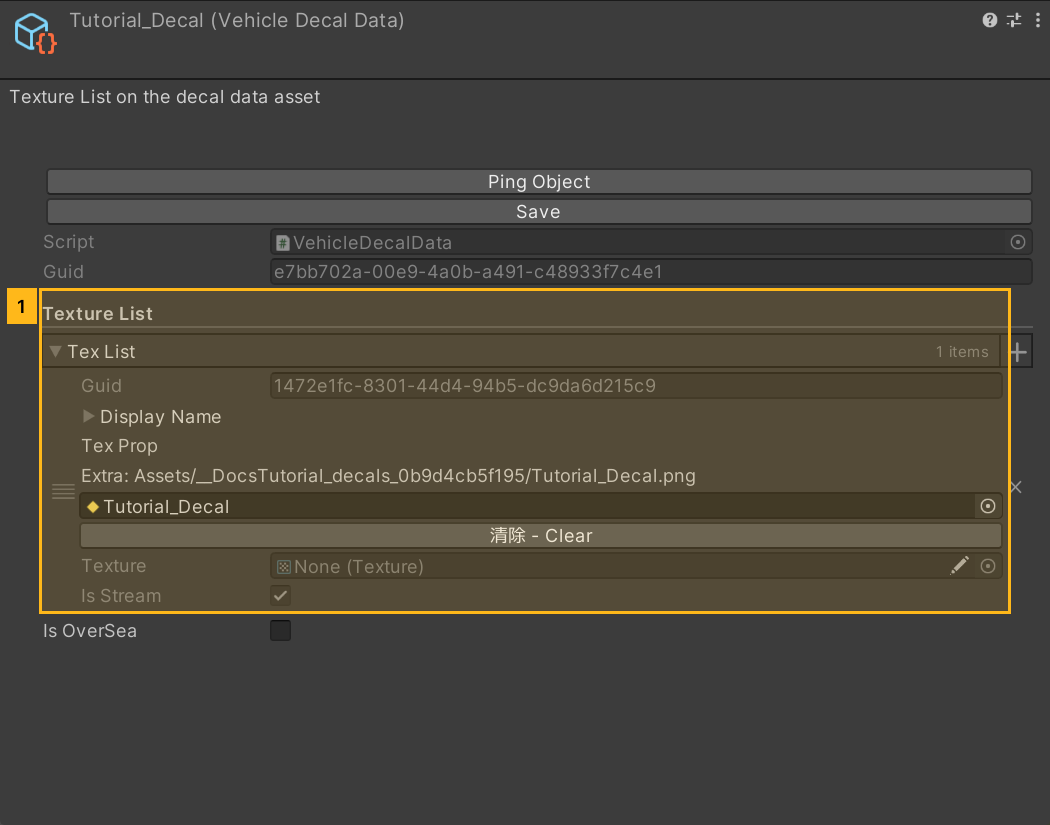 Tutorial_Decal (Vehicle Decal Data)
Texture List on the decal data asset
Ping Object
Save
Script VehicleDecalData
Guid e7bb702a-00e9-4a0b-a491-c48933f7c4e1
1
Texture List
Tex List 1 items
Guid 1472e1fc-8301-44d4-94b5-dc9da6d215c9
Display Name
Tex Prop
Extra: Assets/__DocsTutorial_decals_0b9d4cb5f195/Tutorial_Decal.png
Tutorial_Decal
清除 - Clear
Texture None (Texture)
Is Stream
Is OverSea